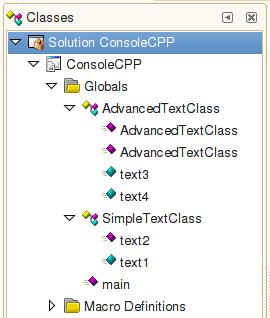 Classes
Solution ConsoleCPP
ConsoleCPP
Globals
AdvancedTextClass
AdvancedTextClass
AdvancedTextClass
text3
text4
SimpleTextClass
text2
text1
main
Macro Definitions